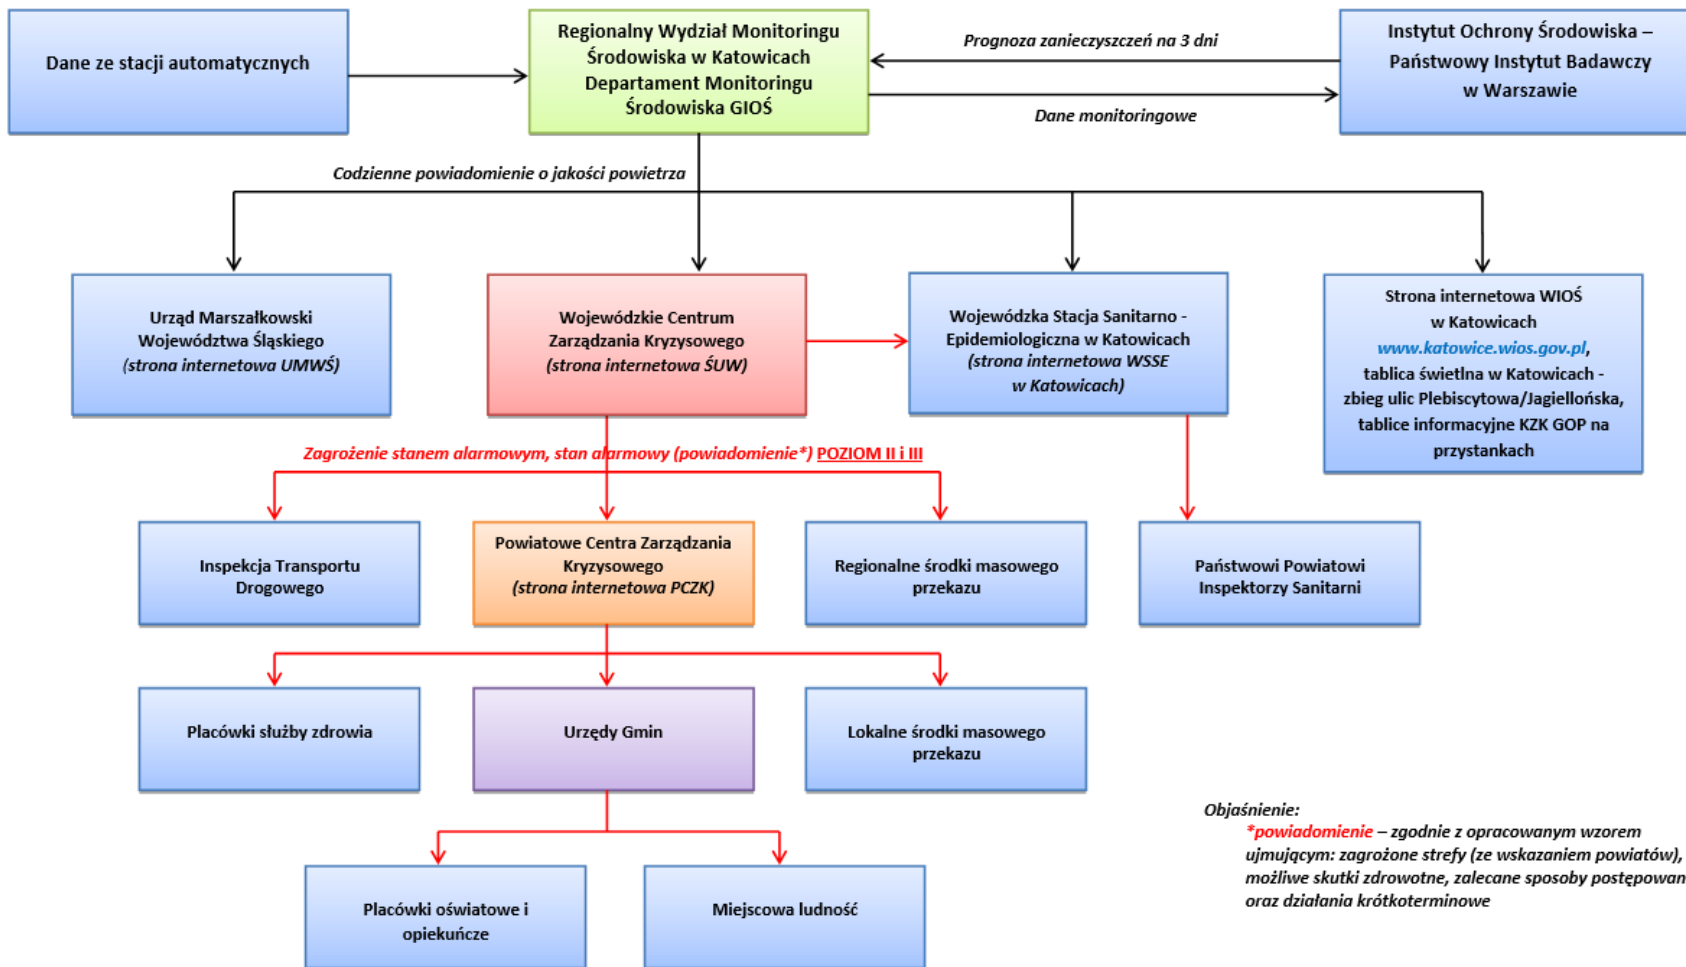 Dane ze stacji automatycznych
Regionalny Wydział Monitoringu
Środowiska w Katowicach
Departament Monitoringu
Środowiska GIOŚ
Prognoza zanieczyszczeń na 3 dni
Dane monitoringowe
Instytut Ochrony Środowiska –
Państwowy Instytut Badawczy
w Warszawie
Codzienne powiadomienie o jakości powietrza
Urząd Marszałkowski
Województwa Śląskiego
(strona internetowa UMWŚ)
Wojewódzkie Centrum
Zarządzania Kryzysowego
(strona internetowa ŚUW)
Wojewódzka Stacja Sanitarno -
Epidemiologiczna w Katowicach
(strona internetowa WSSE
w Katowicach)
Strona internetowa WIOŚ
w Katowicach
www.katowice.wios.gov.pl,
tablica świetlna w Katowicach -
zbieg ulic Plebiscytowa/Jagiellońska,
tablice informacyjne KZK GOP na
przystankach
Zagrożenie stanem alarmowym, stan alarmowy (powiadomienie*) POZIOM II i III
Inspekcja Transportu
Drogowego
Powiatowe Centra Zarządzania
Kryzysowego
(strona internetowa PCZK)
Regionalne środki masowego
przekazu
Państwowi Powiatowi
Inspektorzy Sanitarni
Placówki służby zdrowia
Urzędy Gmin
Lokalne środki masowego
przekazu
Placówki oświatowe i
opiekuńcze
Miejscowa ludność
Objaśnienie:
*powiadomienie – zgodnie z opracowanym wzorem
ujmującym: zagrożone strefy (ze wskazaniem powiatów),
możliwe skutki zdrowotne, zalecane sposoby postępowan
oraz działania krótkoterminowe